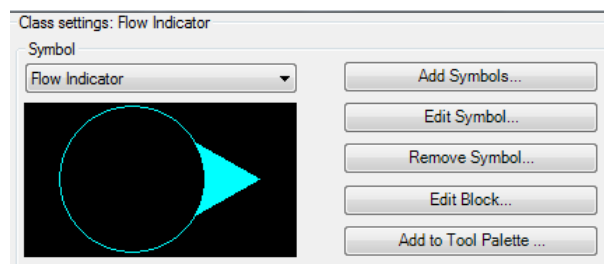 Class settings: Flow Indicator
Symbol
Flow Indicator
Add Symbols...
Edit Symbol...
Remove Symbol...
Edit Block...
Add to Tool Palette ...